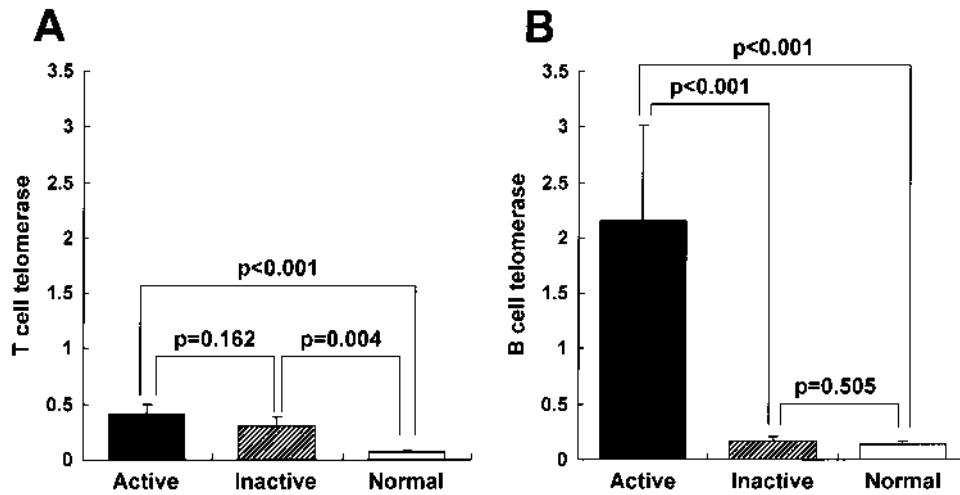 A
T cell telomerase
3.5
3
2.5
2
1.5
1
0.5
0
p<0.001
p=0.162
p=0.004
Active
Inactive
Normal
B
B cell telomerase
3.5
3
2.5
2
1.5
1
0.5
0
p<0.001
p<0.001
p=0.505
Active
Inactive
Normal